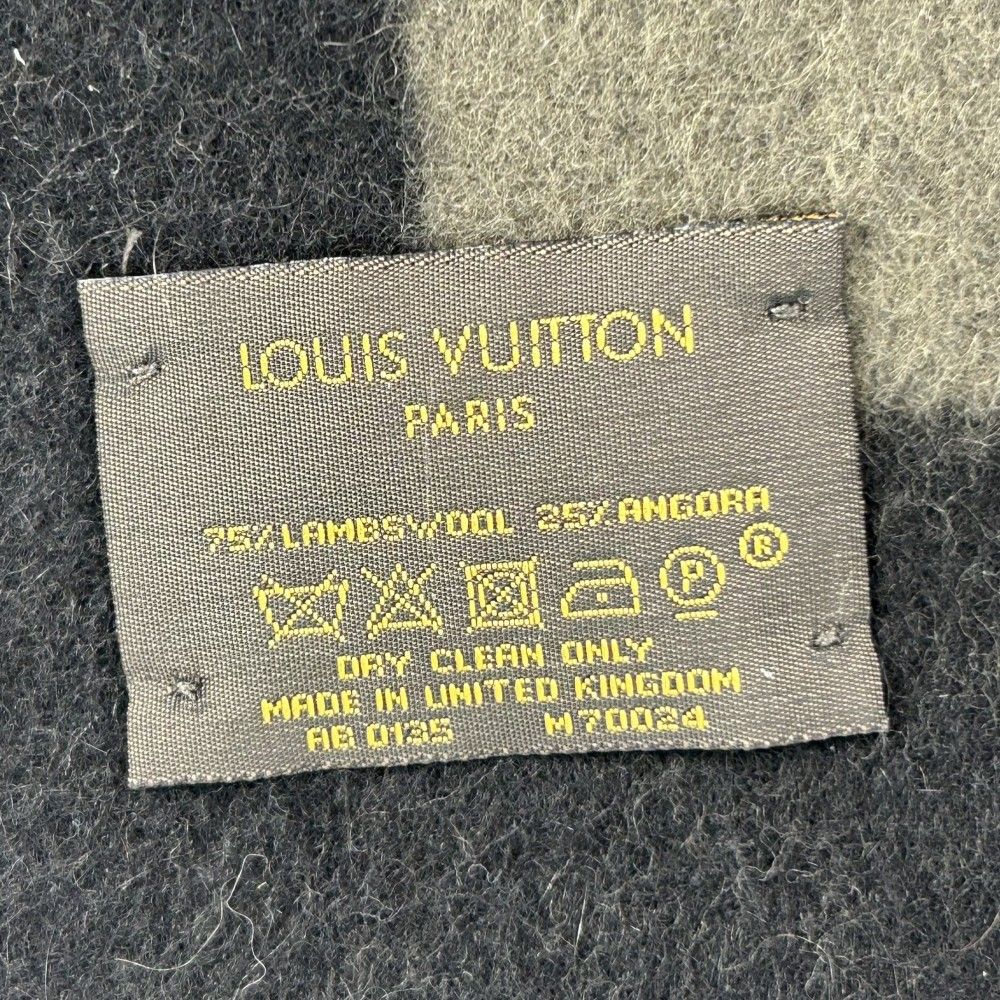 LOUIS VUITTON
PARIS
75% LAMBSWOOL 25% ANGORA
P ®
DRY CLEAN ONLY
MADE IN UNITED KINGDOM
AB 0135 M70024